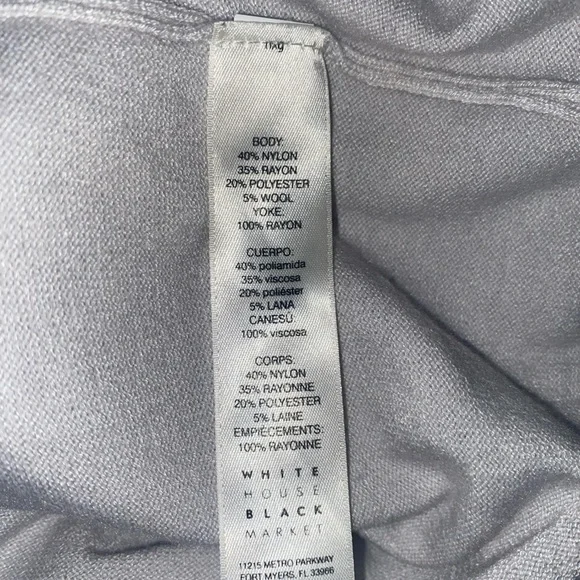 BODY:
40% NYLON
35% RAYON
20% POLYESTER
5% WOOL
YOKE:
100% RAYON
CUERPO:
40% poliamida
35% viscosa
20% poliéster
5% LANA
CANESÚ:
100% viscosa
CORPS:
40% NYLON
35% RAYONNE
20% POLYESTER
5% LAINE
EMPIÈCEMENTS:
100% RAYONNE
WHITE
HOUSE
BLACK
MARKET
11215 METRO PARKWAY
FORT MYERS, FL 33966